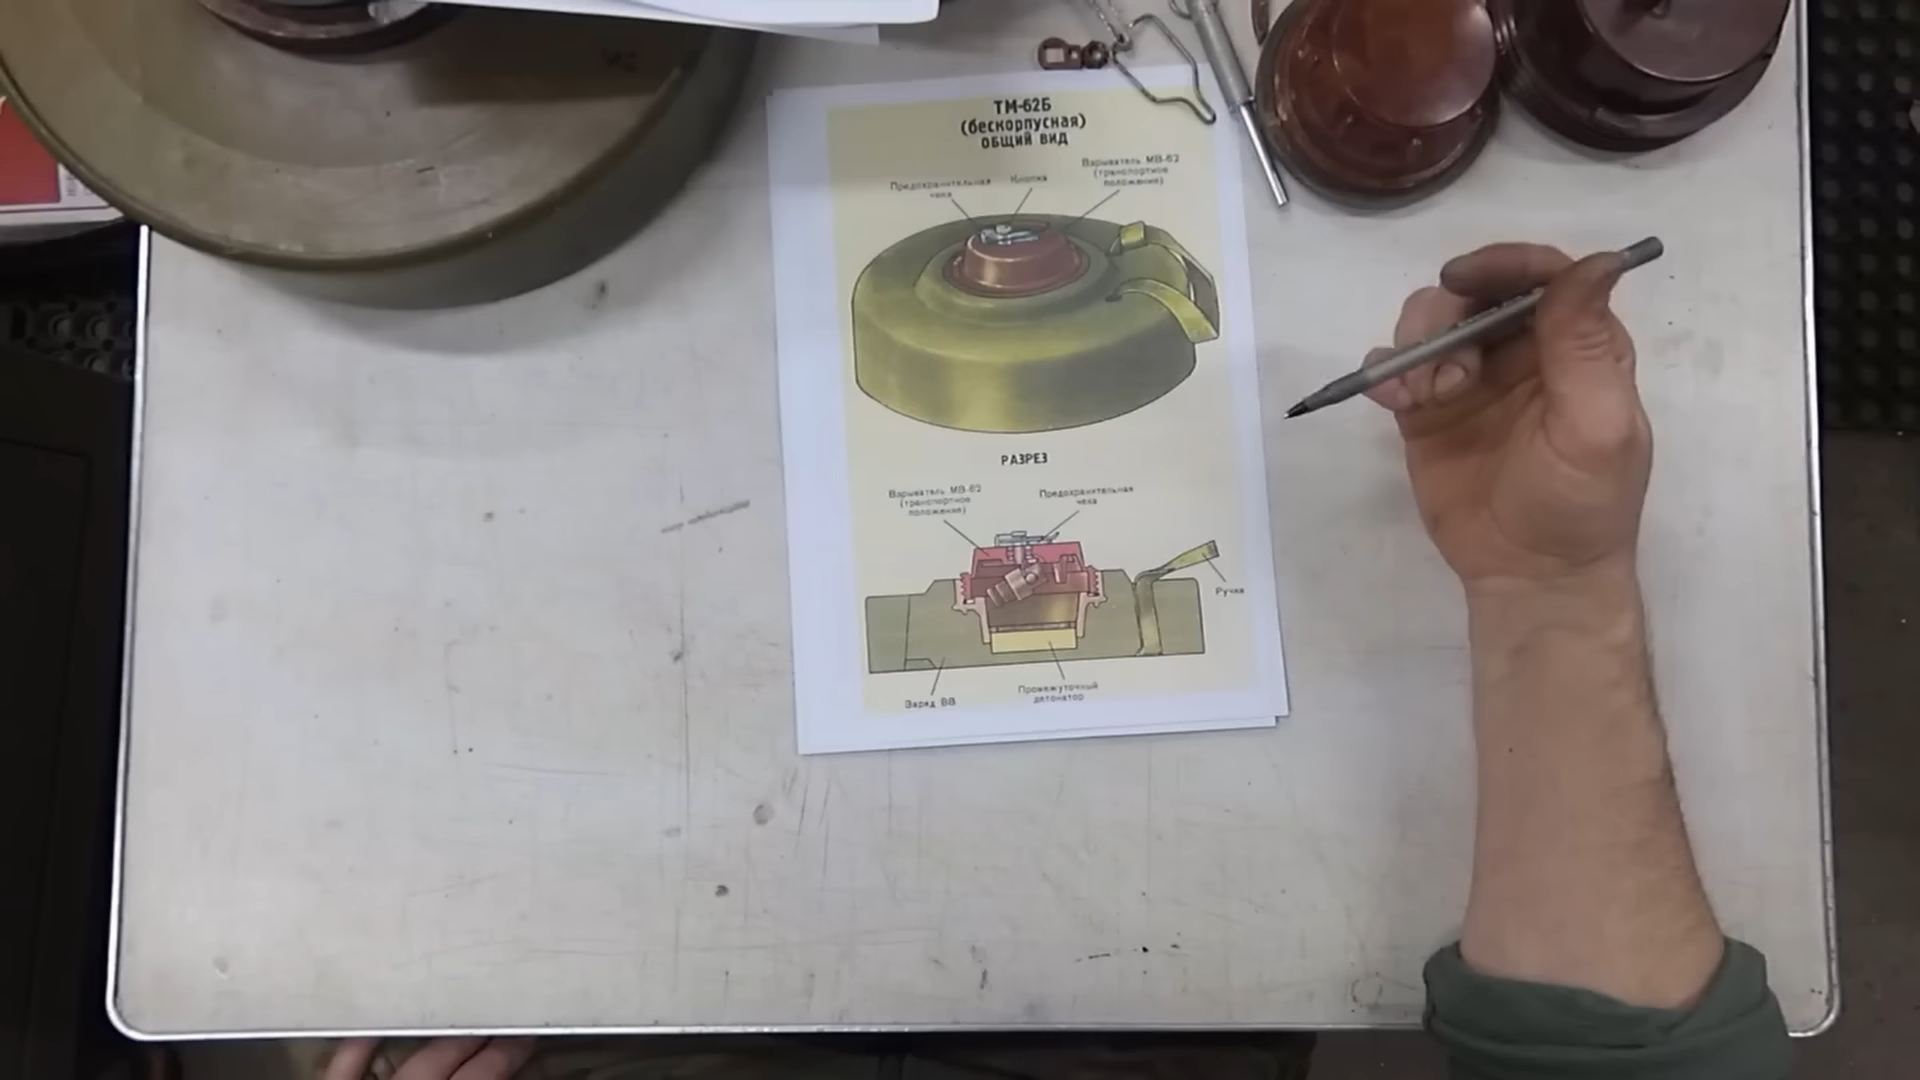 ТМ-62Б
(бескорпусная)
ОБЩИЙ ВИД
Предохранительная
чека
Кнопка
Взрыватель МВ-62
(транспортное
положение)
РАЗРЕЗ
Взрыватель МВ-62
(транспортное
положение)
Предохранительная
чека
Ручка
Заряд ВВ
Промежуточный
детонатор